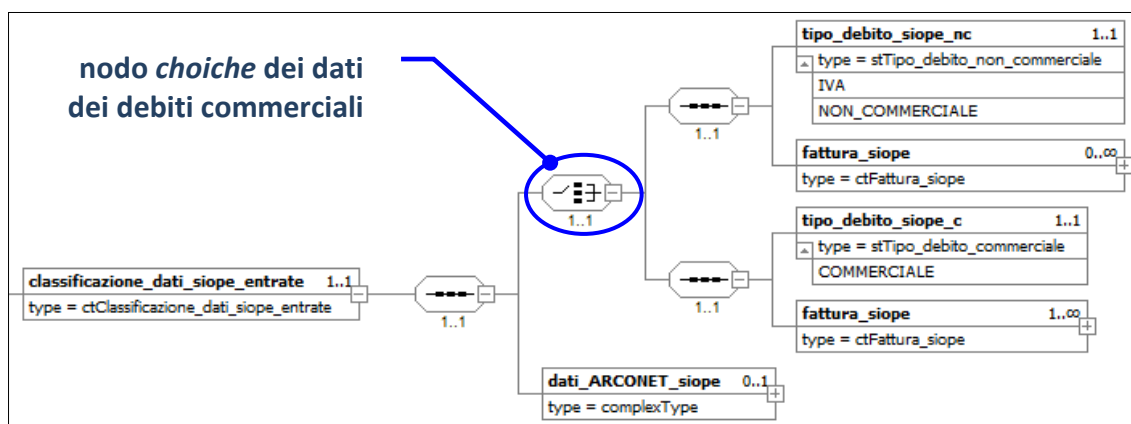 nodo choiche dei dati
dei debiti commerciali
tipo_debito_siope_nc 1..1
type = stTipo_debito_non_commerciale
IVA
NON_COMMERCIALE
1..1
fattura_siope 0..∞
type = ctFattura_siope
1..1
tipo_debito_siope_c 1..1
type = stTipo_debito_commerciale
COMMERCIALE
classificazione_dati_siope_entrate 1..1
type = ctClassificazione_dati_siope_entrate
1..1
1..1
fattura_siope 1..∞
type = ctFattura_siope
dati_ARCONET_siope 0..1
type = complexType